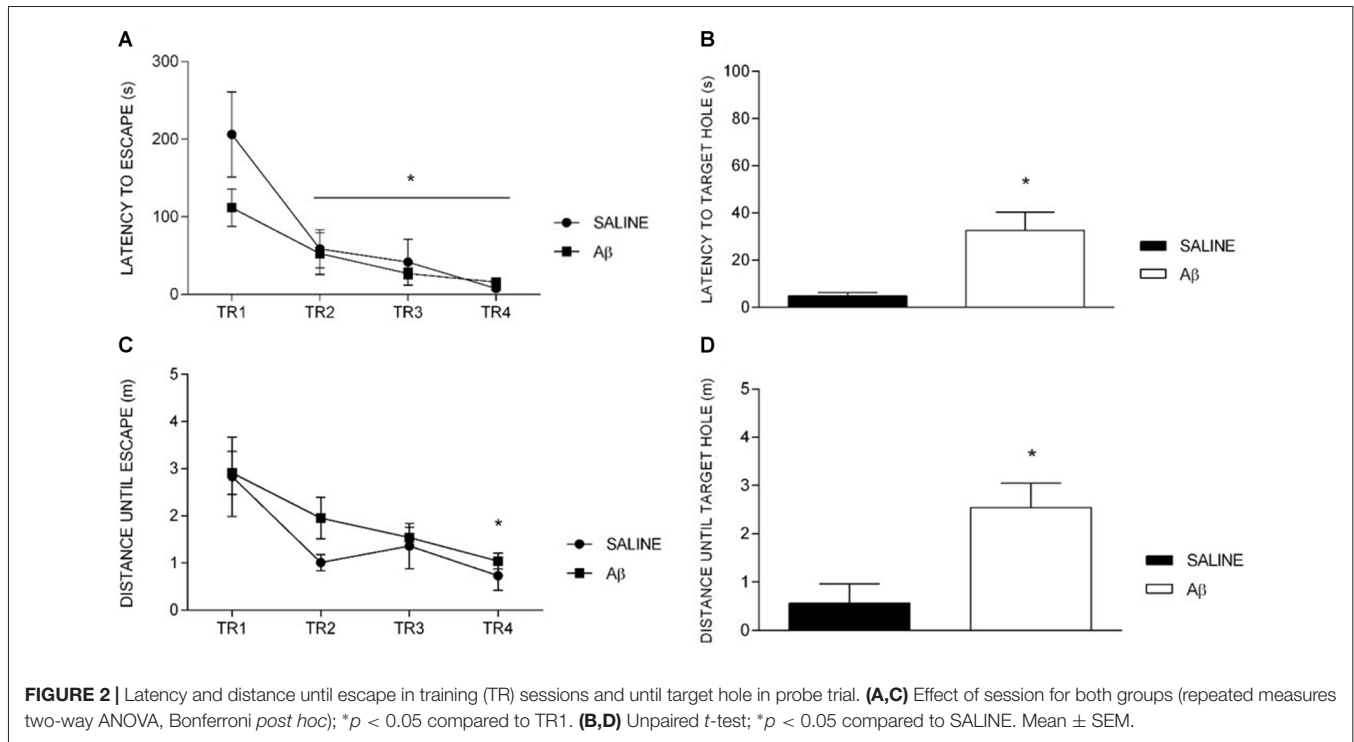 A
LATENCY TO ESCAPE (s)
300
200
100
0
*
TR1 TR2 TR3 TR4
SALINE
Aβ
B
LATENCY TO TARGET HOLE (s)
100
80
60
40
20
0
*
SALINE
Aβ
C
DISTANCE UNTIL ESCAPE (m)
5
4
3
2
1
0
*
TR1 TR2 TR3 TR4
SALINE
Aβ
D
DISTANCE UNTIL TARGET HOLE (m)
5
4
3
2
1
0
*
SALINE
Aβ
FIGURE 2 | Latency and distance until escape in training (TR) sessions and until target hole in probe trial. (A,C) Effect of session for both groups (repeated measures
two-way ANOVA, Bonferroni post hoc); *p < 0.05 compared to TR1. (B,D) Unpaired t-test; *p < 0.05 compared to SALINE. Mean ± SEM.